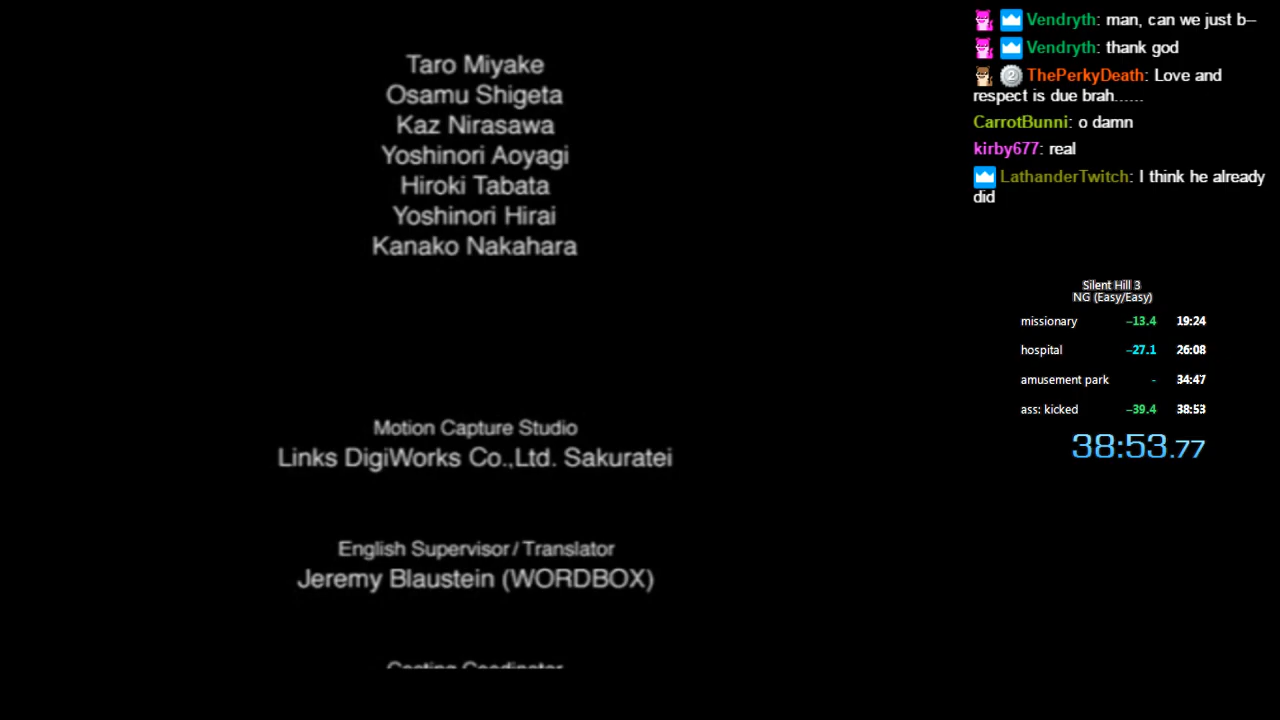 Taro Miyake
Osamu Shigeta
Kaz Nirasawa
Yoshinori Aoyagi
Hiroki Tabata
Yoshinori Hirai
Kanako Nakahara
Motion Capture Studio
Links DigiWorks Co.,Ltd. Sakuratei
English Supervisor / Translator
Jeremy Blaustein (WORDBOX)
Casting Coordinator
Vendryth: man, can we just b–
Vendryth: thank god
2 ThePerkyDeath: Love and
respect is due brah......
CarrotBunni: o damn
kirby677: real
LathanderTwitch: I think he already
did
Silent Hill 3
NG (Easy/Easy)
missionary −13.4 19:24
hospital −27.1 26:08
amusement park - 34:47
ass: kicked −39.4 38:53
38:53.77